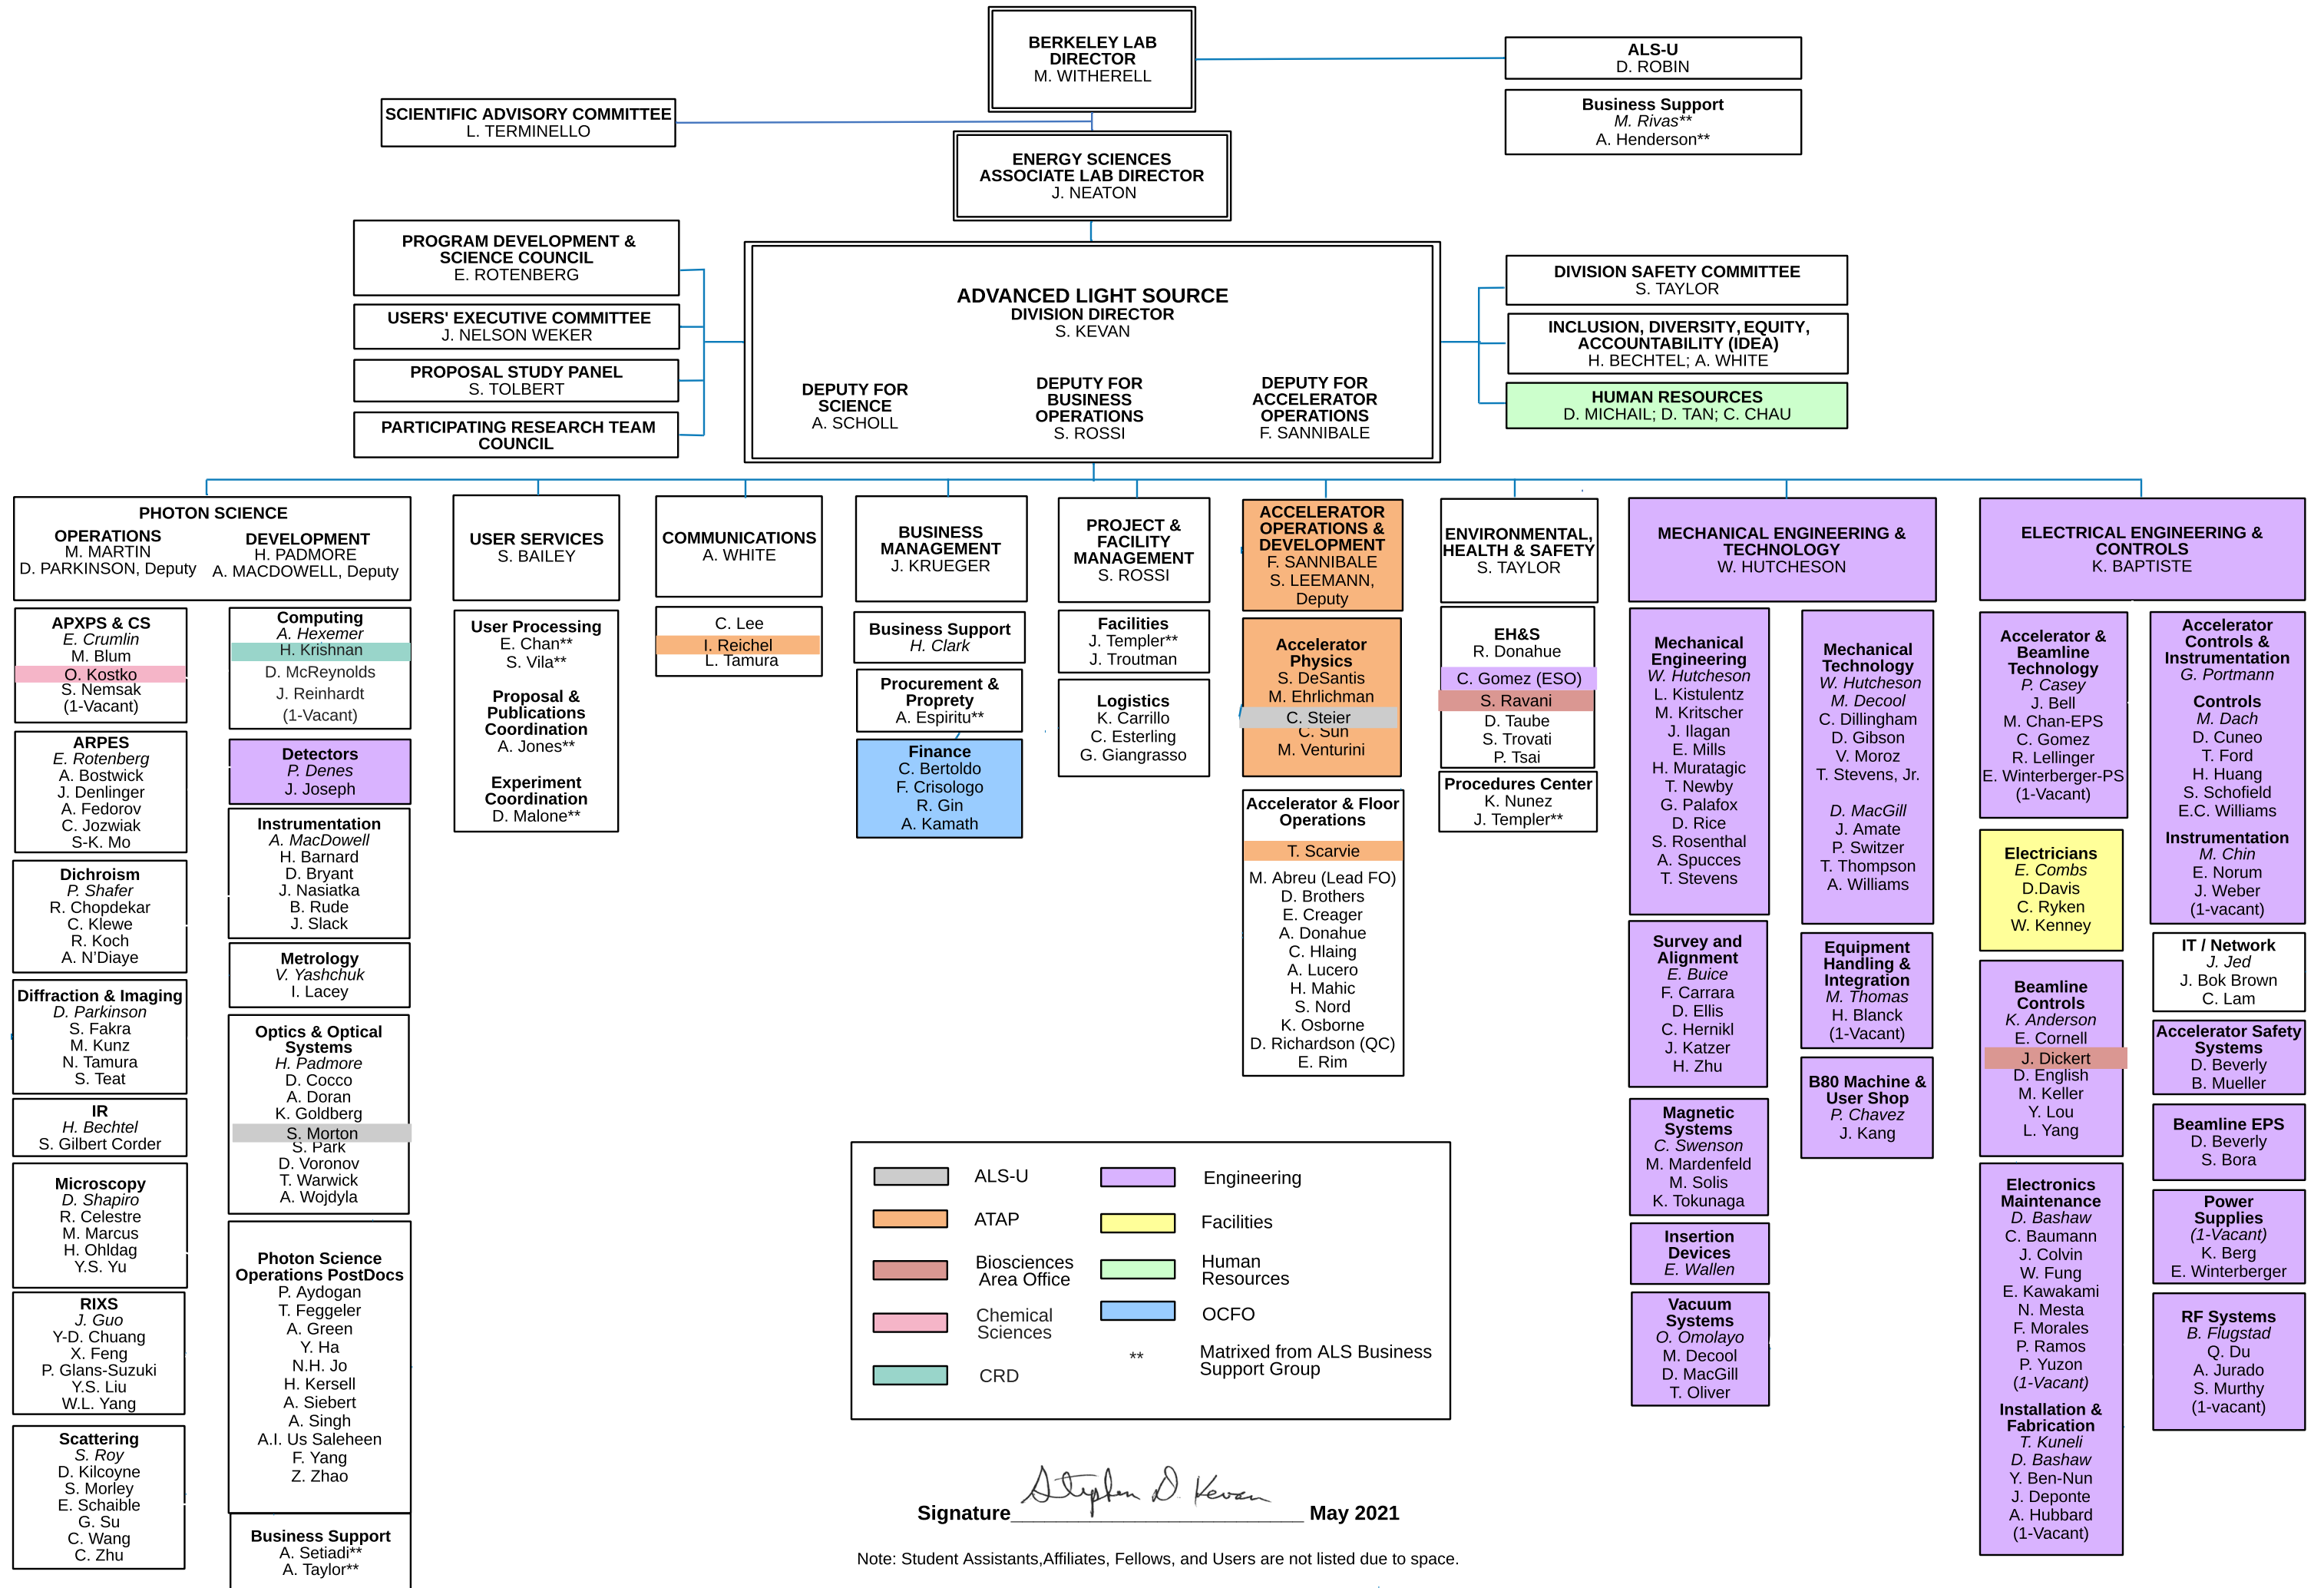 BERKELEY LAB
DIRECTOR
M. WITHERELL
ALS-U
D. ROBIN
Business Support
M. Rivas**
A. Henderson**
SCIENTIFIC ADVISORY COMMITTEE
L. TERMINELLO
ENERGY SCIENCES
ASSOCIATE LAB DIRECTOR
J. NEATON
PROGRAM DEVELOPMENT &
SCIENCE COUNCIL
E. ROTENBERG
USERS' EXECUTIVE COMMITTEE
J. NELSON WEKER
PROPOSAL STUDY PANEL
S. TOLBERT
PARTICIPATING RESEARCH TEAM
COUNCIL
ADVANCED LIGHT SOURCE
DIVISION DIRECTOR
S. KEVAN
DEPUTY FOR
SCIENCE
A. SCHOLL
DEPUTY FOR
BUSINESS
OPERATIONS
S. ROSSI
DEPUTY FOR
ACCELERATOR
OPERATIONS
F. SANNIBALE
DIVISION SAFETY COMMITTEE
S. TAYLOR
INCLUSION, DIVERSITY, EQUITY,
ACCOUNTABILITY (IDEA)
H. BECHTEL; A. WHITE
HUMAN RESOURCES
D. MICHAIL; D. TAN; C. CHAU
PHOTON SCIENCE
OPERATIONS
M. MARTIN
D. PARKINSON, Deputy
DEVELOPMENT
H. PADMORE
A. MACDOWELL, Deputy
APXPS & CS
E. Crumlin
M. Blum
O. Kostko
S. Nemsak
(1-Vacant)
ARPES
E. Rotenberg
A. Bostwick
J. Denlinger
A. Fedorov
C. Jozwiak
S-K. Mo
Dichroism
P. Shafer
R. Chopdekar
C. Klewe
R. Koch
A. N'Diaye
Diffraction & Imaging
D. Parkinson
S. Fakra
M. Kunz
N. Tamura
S. Teat
IR
H. Bechtel
S. Gilbert Corder
Microscopy
D. Shapiro
R. Celestre
M. Marcus
H. Ohldag
Y.S. Yu
RIXS
J. Guo
Y-D. Chuang
X. Feng
P. Glans-Suzuki
Y.S. Liu
W.L. Yang
Scattering
S. Roy
D. Kilcoyne
S. Morley
E. Schaible
G. Su
C. Wang
C. Zhu
Computing
A. Hexemer
H. Krishnan
D. McReynolds
J. Reinhardt
(1-Vacant)
Detectors
P. Denes
J. Joseph
Instrumentation
A. MacDowell
H. Barnard
D. Bryant
J. Nasiatka
B. Rude
J. Slack
Metrology
V. Yashchuk
I. Lacey
Optics & Optical
Systems
H. Padmore
D. Cocco
A. Doran
K. Goldberg
S. Morton
S. Park
D. Voronov
T. Warwick
A. Wojdyla
Photon Science
Operations PostDocs
P. Aydogan
T. Feggeler
A. Green
Y. Ha
N.H. Jo
H. Kersell
A. Siebert
A. Singh
A.I. Us Saleheen
F. Yang
Z. Zhao
Business Support
A. Setiadi**
A. Taylor**
USER SERVICES
S. BAILEY
User Processing
E. Chan**
S. Vila**
Proposal &
Publications
Coordination
A. Jones**
Experiment
Coordination
D. Malone**
COMMUNICATIONS
A. WHITE
C. Lee
I. Reichel
L. Tamura
BUSINESS
MANAGEMENT
J. KRUEGER
Business Support
H. Clark
Procurement &
Proprety
A. Espiritu**
Finance
C. Bertoldo
F. Crisologo
R. Gin
A. Kamath
PROJECT &
FACILITY
MANAGEMENT
S. ROSSI
Facilities
J. Templer**
J. Troutman
Logistics
K. Carrillo
C. Esterling
G. Giangrasso
ACCELERATOR
OPERATIONS &
DEVELOPMENT
F. SANNIBALE
S. LEEMANN,
Deputy
Accelerator
Physics
S. DeSantis
M. Ehrlichman
C. Steier
C. Sun
M. Venturini
Accelerator & Floor
Operations
T. Scarvie
M. Abreu (Lead FO)
D. Brothers
E. Creager
A. Donahue
C. Hlaing
A. Lucero
H. Mahic
S. Nord
K. Osborne
D. Richardson (QC)
E. Rim
ENVIRONMENTAL,
HEALTH & SAFETY
S. TAYLOR
EH&S
R. Donahue
C. Gomez (ESO)
S. Ravani
D. Taube
S. Trovati
P. Tsai
Procedures Center
K. Nunez
J. Templer**
MECHANICAL ENGINEERING &
TECHNOLOGY
W. HUTCHESON
Mechanical
Engineering
W. Hutcheson
L. Kistulentz
M. Kritscher
J. Ilagan
E. Mills
H. Muratagic
T. Newby
G. Palafox
D. Rice
S. Rosenthal
A. Spucces
T. Stevens
Survey and
Alignment
E. Buice
F. Carrara
D. Ellis
C. Hernikl
J. Katzer
H. Zhu
Magnetic
Systems
C. Swenson
M. Mardenfeld
M. Solis
K. Tokunaga
Insertion
Devices
E. Wallen
Vacuum
Systems
O. Omolayo
M. Decool
D. MacGill
T. Oliver
Mechanical
Technology
W. Hutcheson
M. Decool
C. Dillingham
D. Gibson
V. Moroz
T. Stevens, Jr.
D. MacGill
J. Amate
P. Switzer
T. Thompson
A. Williams
Equipment
Handling &
Integration
M. Thomas
H. Blanck
(1-Vacant)
B80 Machine &
User Shop
P. Chavez
J. Kang
ELECTRICAL ENGINEERING &
CONTROLS
K. BAPTISTE
Accelerator &
Beamline
Technology
P. Casey
J. Bell
M. Chan-EPS
C. Gomez
R. Lellinger
E. Winterberger-PS
(1-Vacant)
Electricians
E. Combs
D.Davis
C. Ryken
W. Kenney
Beamline
Controls
K. Anderson
E. Cornell
J. Dickert
D. English
M. Keller
Y. Lou
L. Yang
Electronics
Maintenance
D. Bashaw
C. Baumann
J. Colvin
W. Fung
E. Kawakami
N. Mesta
F. Morales
P. Ramos
P. Yuzon
(1-Vacant)
Installation &
Fabrication
T. Kuneli
D. Bashaw
Y. Ben-Nun
J. Deponte
A. Hubbard
(1-Vacant)
Accelerator
Controls &
Instrumentation
G. Portmann
Controls
M. Dach
D. Cuneo
T. Ford
H. Huang
S. Schofield
E.C. Williams
Instrumentation
M. Chin
E. Norum
J. Weber
(1-vacant)
IT / Network
J. Jed
J. Bok Brown
C. Lam
Accelerator Safety
Systems
D. Beverly
B. Mueller
Beamline EPS
D. Beverly
S. Bora
Power
Supplies
(1-Vacant)
K. Berg
E. Winterberger
RF Systems
B. Flugstad
Q. Du
A. Jurado
S. Murthy
(1-vacant)
ALS-U
ATAP
Biosciences
Area Office
Chemical
Sciences
CRD
Engineering
Facilities
Human
Resources
OCFO
** Matrixed from ALS Business
Support Group
Signature Stephen D. Kevan May 2021
Note: Student Assistants,Affiliates, Fellows, and Users are not listed due to space.